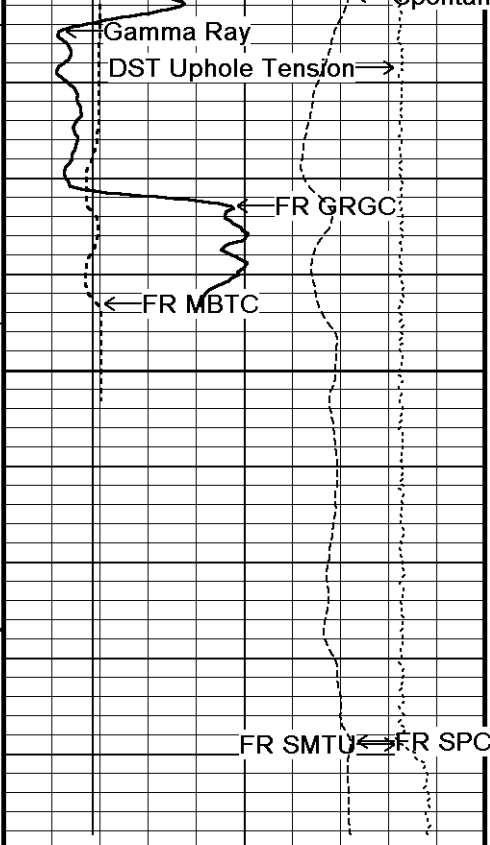 Gamma Ray
DST Uphole Tension
FR GRGC
FR MBTC
FR SMTU
FR SPC